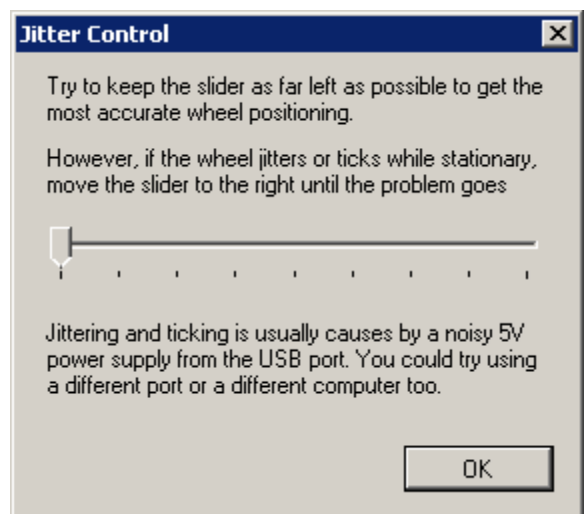 Jitter Control
Try to keep the slider as far left as possible to get the
most accurate wheel positioning.
However, if the wheel jitters or ticks while stationary,
move the slider to the right until the problem goes
Jittering and ticking is usually causes by a noisy 5V
power supply from the USB port. You could try using
a different port or a different computer too.
OK